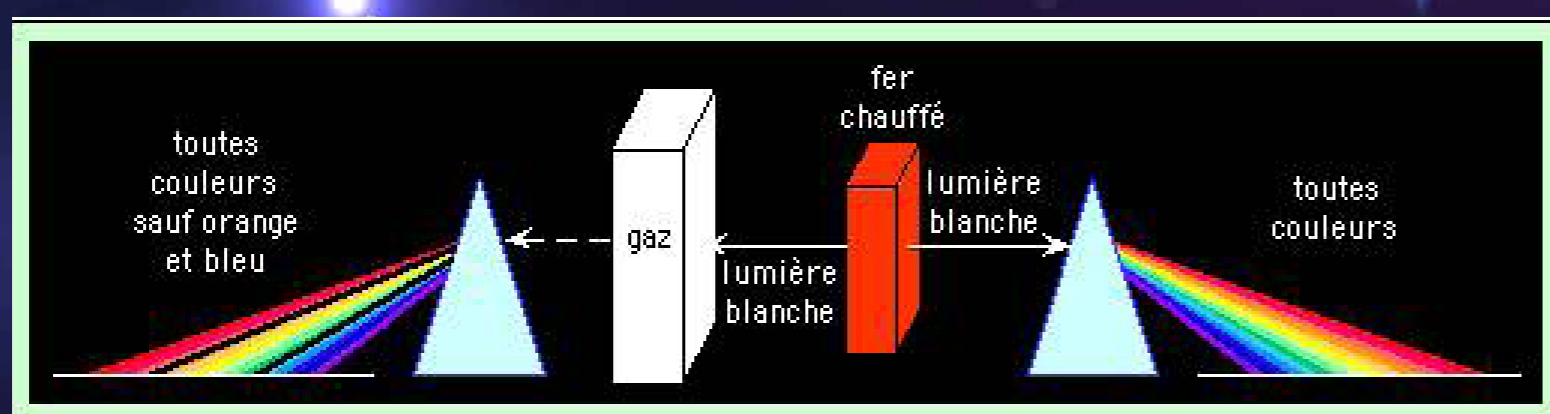 toutes
couleurs
sauf orange
et bleu
gaz
lumière
blanche
fer
chauffé
lumière
blanche
toutes
couleurs